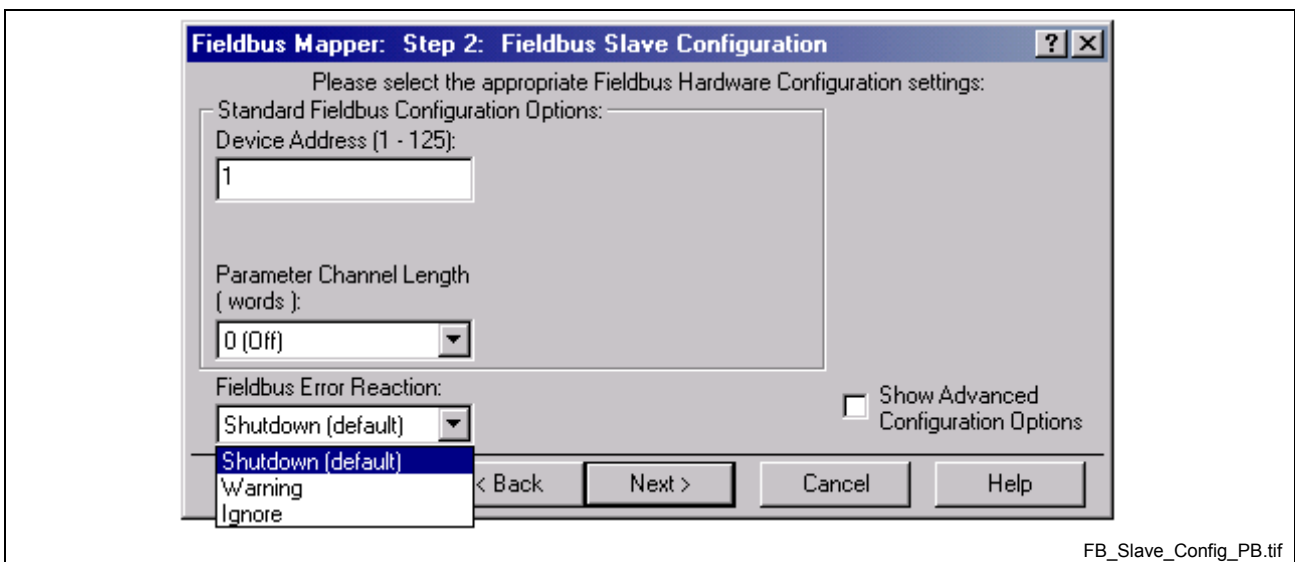 Fieldbus Mapper: Step 2: Fieldbus Slave Configuration
Please select the appropriate Fieldbus Hardware Configuration settings:
Standard Fieldbus Configuration Options:
Device Address (1 - 125):
1
Parameter Channel Length
( words ):
0 (Off)
Fieldbus Error Reaction:
Shutdown (default)
Show Advanced
Configuration Options
Shutdown (default)
Warning
Ignore
< Back
Next >
Cancel
Help
FB_Slave_Config_PB.tif